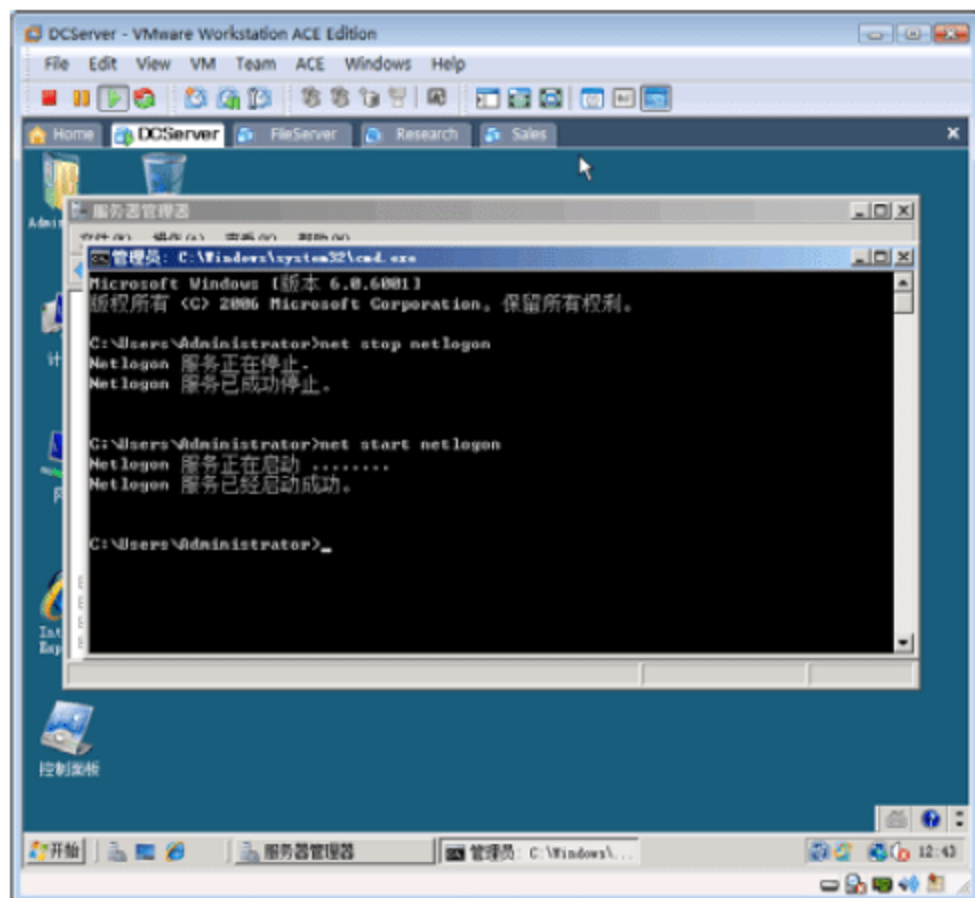 DCServer - VMware Workstation ACE Edition
File Edit View VM Team ACE Windows Help
Home DCServer FileServer Research Sales
服务器管理器
管理员: C:\Windows\system32\cmd.exe
Microsoft Windows [版本 6.0.6001]
版权所有 (C) 2006 Microsoft Corporation。保留所有权利。
C:\Users\Administrator>net stop netlogon
Netlogon 服务正在停止.
Netlogon 服务已成功停止。
C:\Users\Administrator>net start netlogon
Netlogon 服务正在启动 ........
Netlogon 服务已经启动成功。
C:\Users\Administrator>_
控制面板
开始 服务器管理器 管理员: C:\Windows\... 12:43